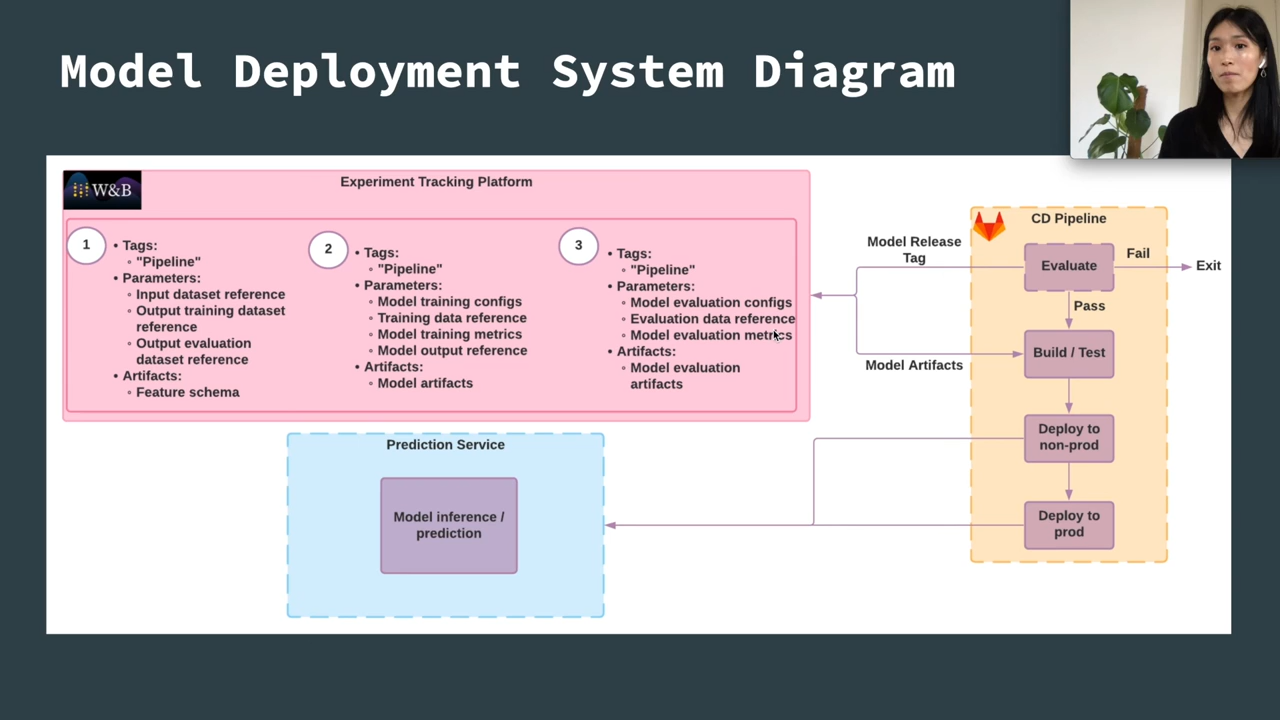 Model Deployment System Diagram
W&B
Experiment Tracking Platform
1
• Tags:
◦ "Pipeline"
• Parameters:
◦ Input dataset reference
◦ Output training dataset
reference
◦ Output evaluation
dataset reference
• Artifacts:
◦ Feature schema
2
• Tags:
◦ "Pipeline"
• Parameters:
◦ Model training configs
◦ Training data reference
◦ Model training metrics
◦ Model output reference
• Artifacts:
◦ Model artifacts
3
• Tags:
◦ "Pipeline"
• Parameters:
◦ Model evaluation configs
◦ Evaluation data reference
◦ Model evaluation metrics
• Artifacts:
◦ Model evaluation
artifacts
Model Release
Tag
Model Artifacts
CD Pipeline
Evaluate
Fail
Exit
Pass
Build / Test
Deploy to
non-prod
Deploy to
prod
Prediction Service
Model inference /
prediction